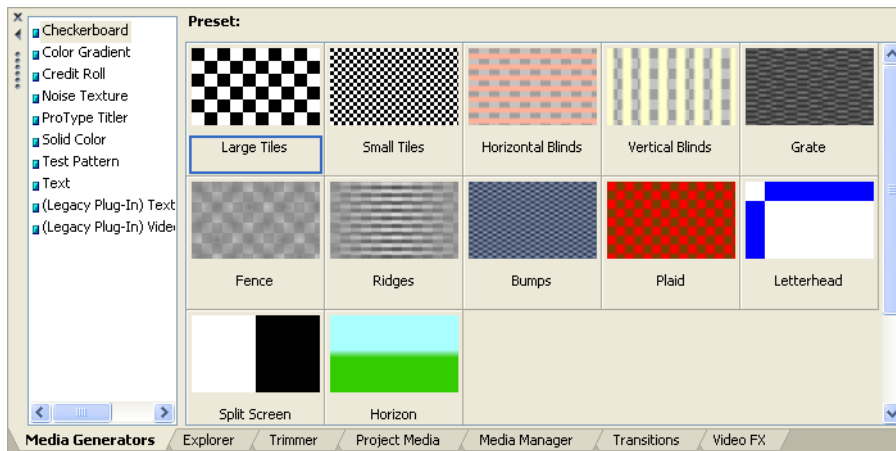 Checkerboard
Color Gradient
Credit Roll
Noise Texture
ProType Titler
Solid Color
Test Pattern
Text
(Legacy Plug-In) Text
(Legacy Plug-In) Vide
Preset:
Large Tiles
Small Tiles
Horizontal Blinds
Vertical Blinds
Grate
Fence
Ridges
Bumps
Plaid
Letterhead
Split Screen
Horizon
Media Generators
Explorer
Trimmer
Project Media
Media Manager
Transitions
Video FX